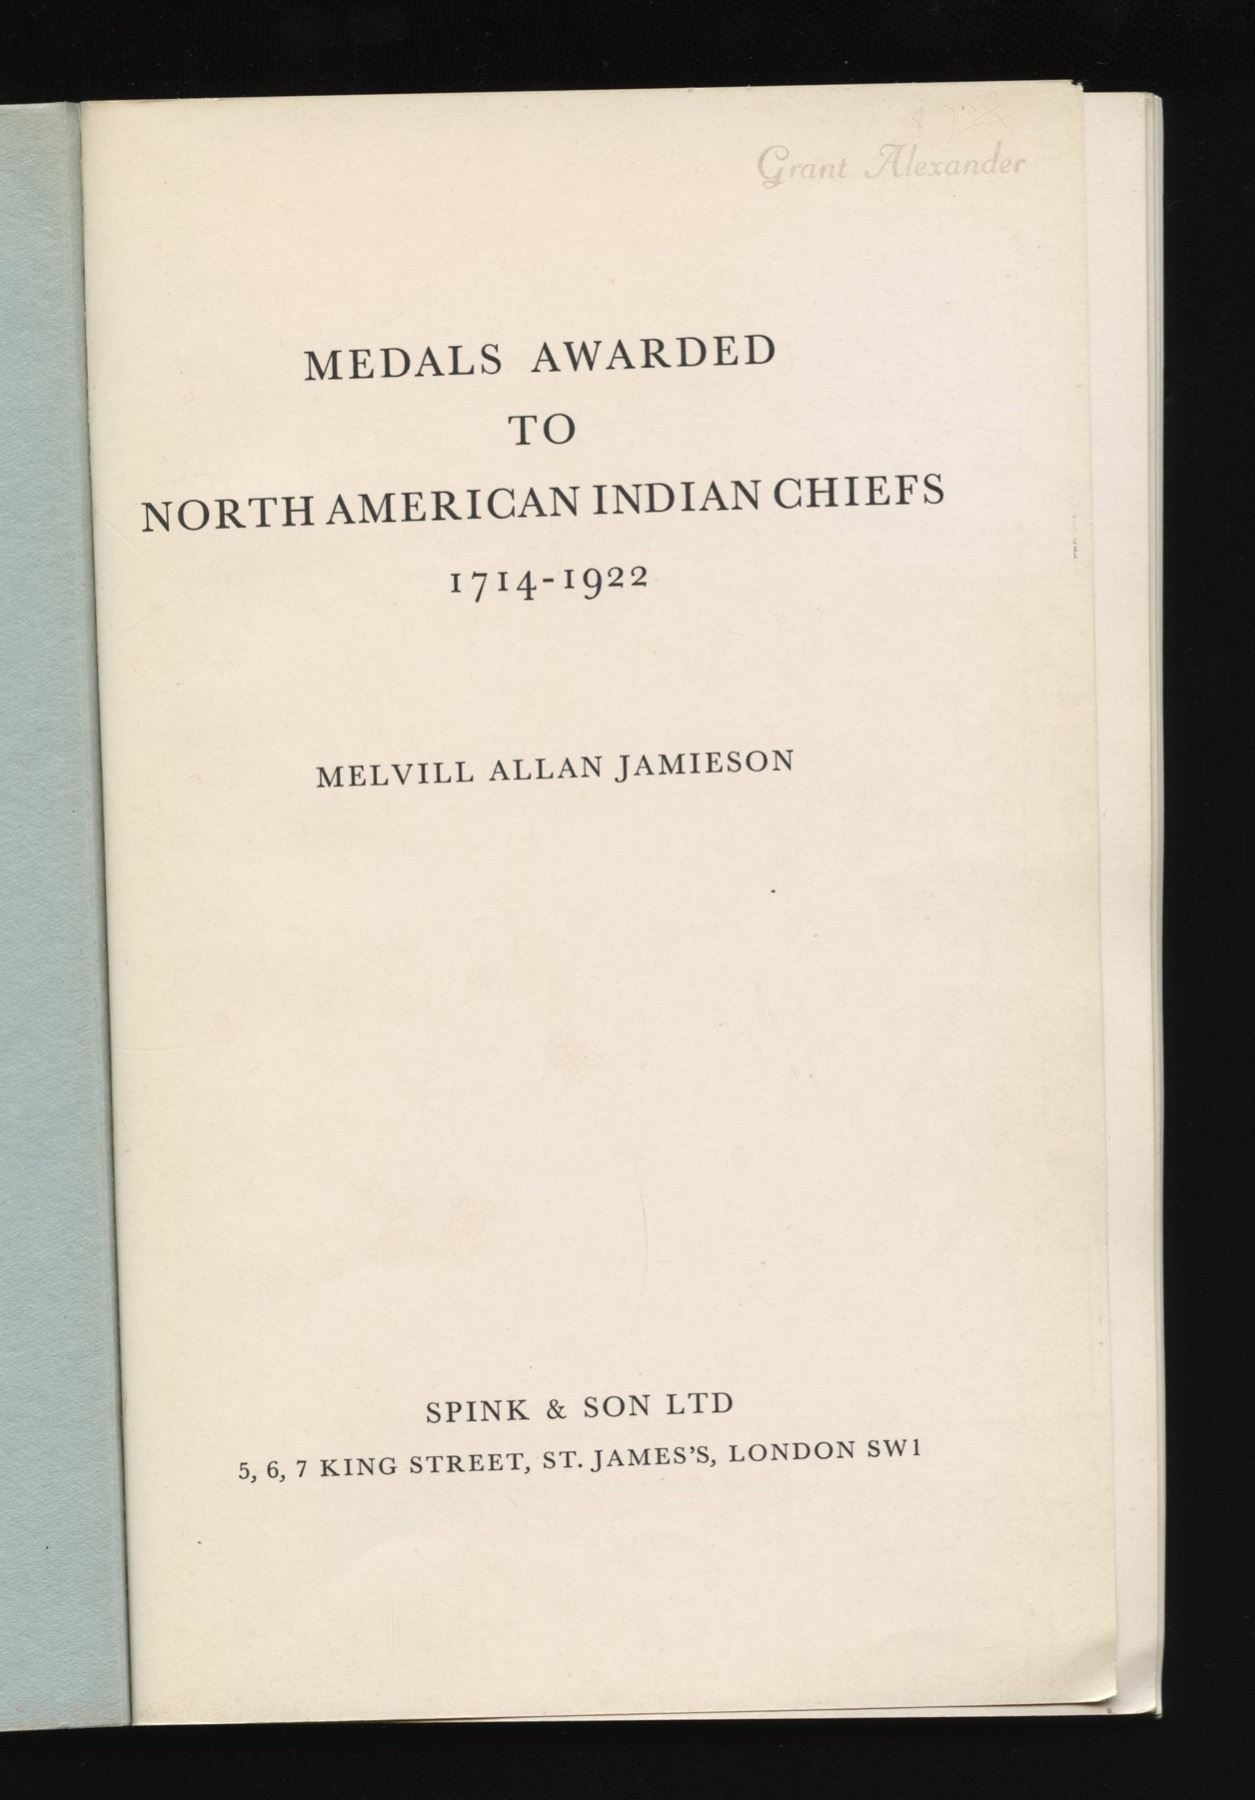 Grant Alexander
MEDALS AWARDED
TO
NORTH AMERICAN INDIAN CHIEFS
1714-1922
MELVILL ALLAN JAMIESON
SPINK & SON LTD
5, 6, 7 KING STREET, ST. JAMES'S, LONDON SW1